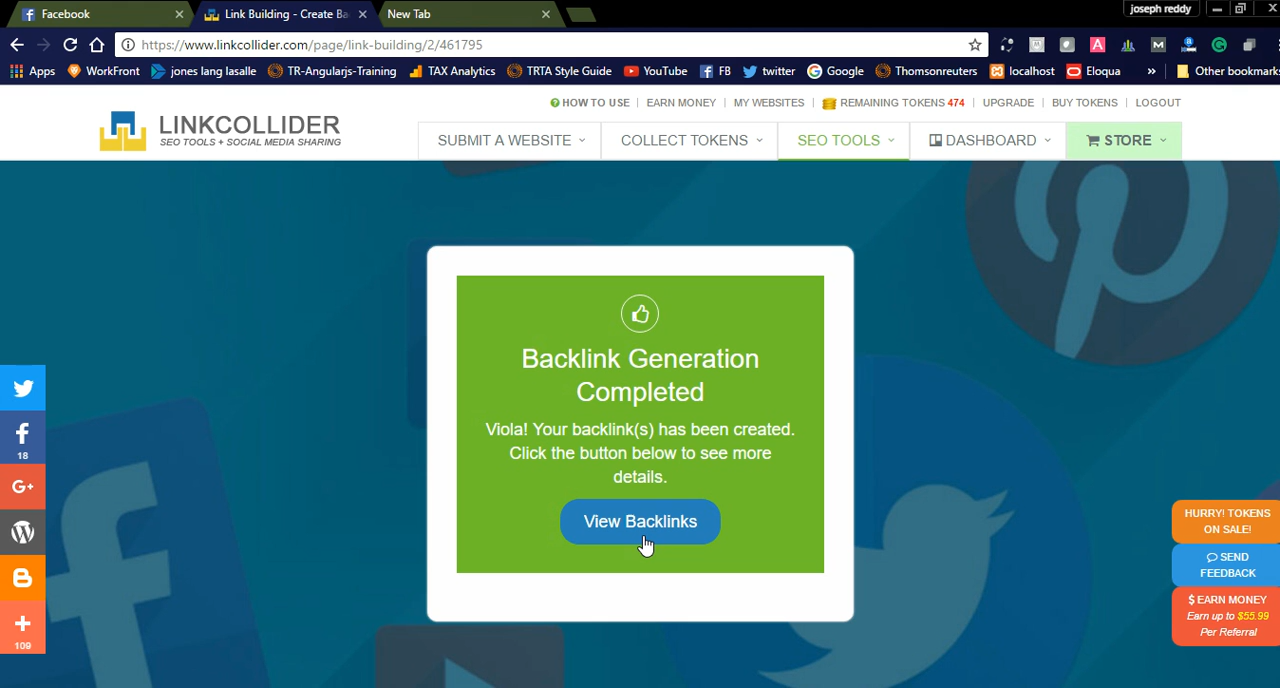 Facebook
Link Building - Create Ba
New Tab
joseph reddy
https://www.linkcollider.com/page/link-building/2/461795
Apps
WorkFront
jones lang lasalle
TR-Angularjs-Training
TAX Analytics
TRTA Style Guide
YouTube
FB
twitter
Google
Thomsonreuters
localhost
Eloqua
»
Other bookmarks
HOW TO USE | EARN MONEY | MY WEBSITES | REMAINING TOKENS 474 | UPGRADE | BUY TOKENS | LOGOUT
LINKCOLLIDER
SEO TOOLS + SOCIAL MEDIA SHARING
SUBMIT A WEBSITE
COLLECT TOKENS
SEO TOOLS
DASHBOARD
STORE
Backlink Generation
Completed
Viola! Your backlink(s) has been created.
Click the button below to see more
details.
View Backlinks
18
G+
109
HURRY! TOKENS
ON SALE!
SEND
FEEDBACK
$ EARN MONEY
Earn up to $55.99
Per Referral